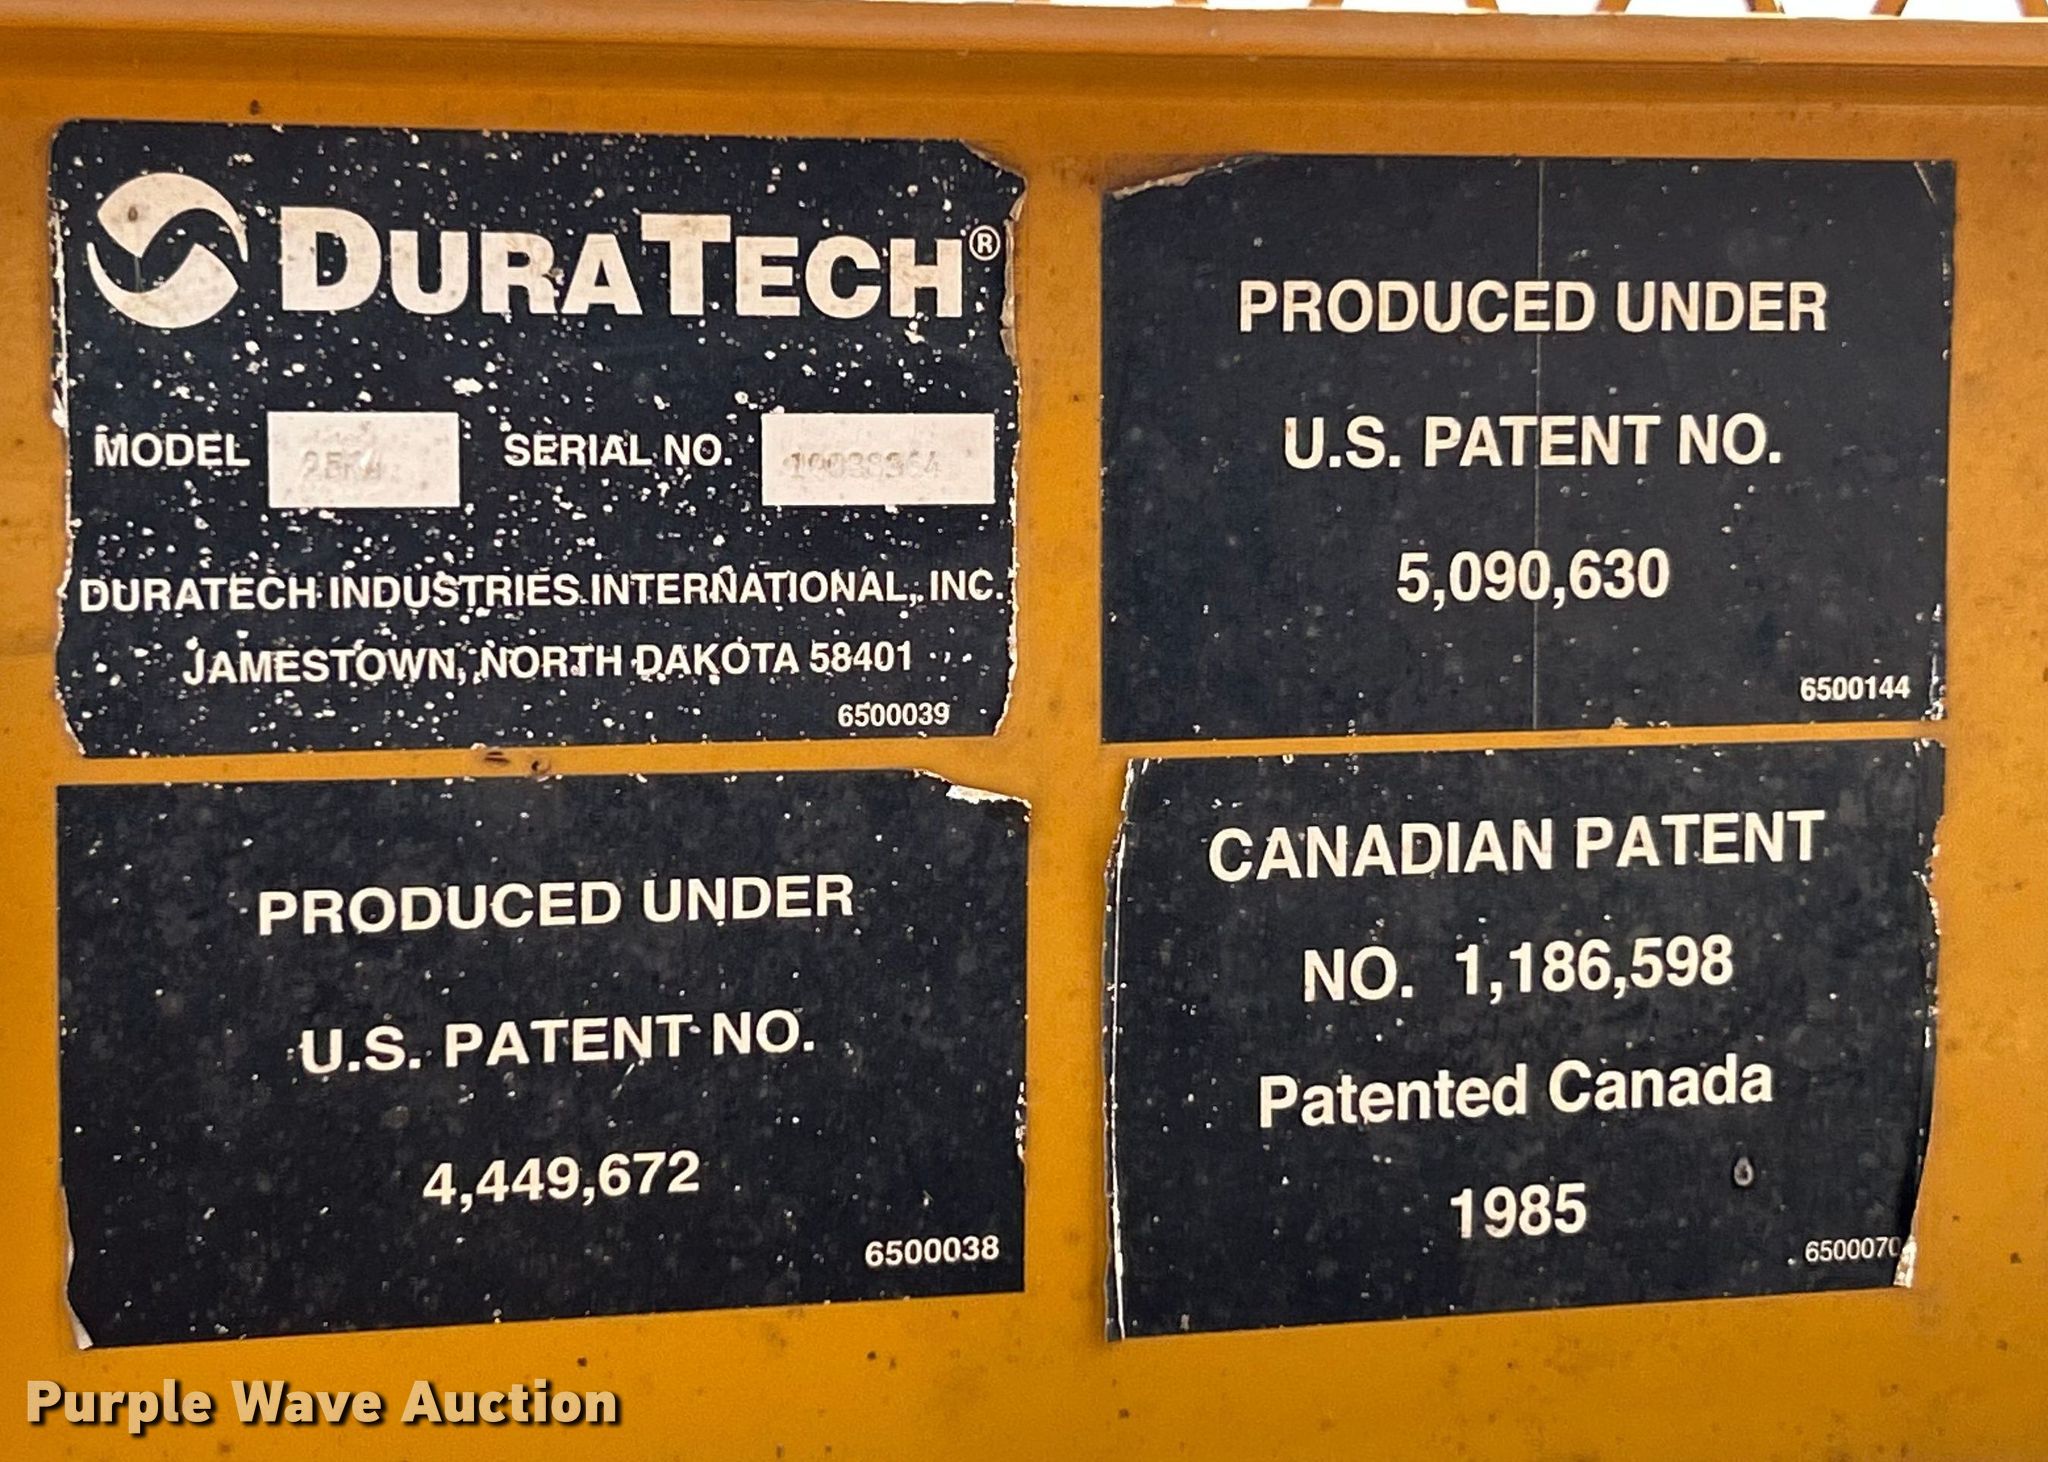 DURATECH®
MODEL SERIAL NO.
DURATECH INDUSTRIES INTERNATIONAL, INC.
JAMESTOWN, NORTH DAKOTA 58401
6500039
PRODUCED UNDER
U.S. PATENT NO.
5,090,630
6500144
PRODUCED UNDER
U.S. PATENT NO.
4,449,672
6500038
CANADIAN PATENT
NO. 1,186,598
Patented Canada
1985
6500070
Purple Wave Auction